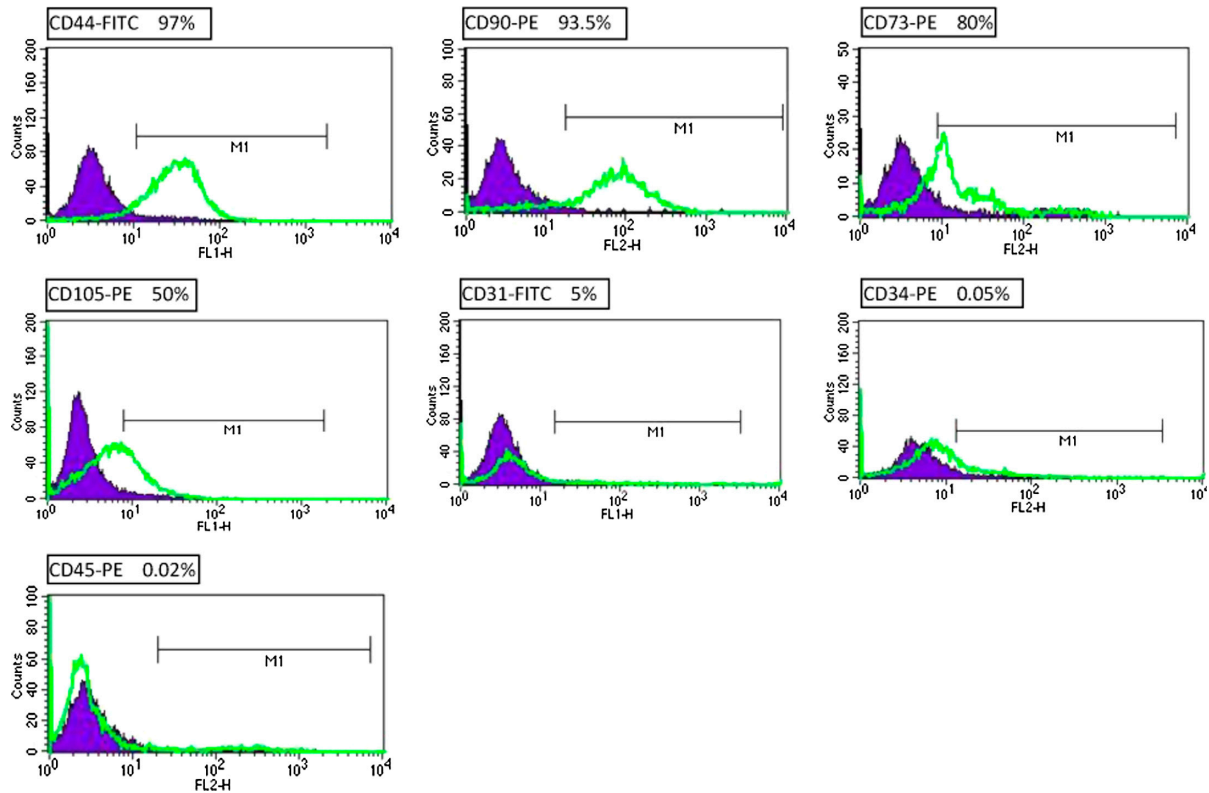 CD44-FITC 97%
200
160
120
80
40
0
Counts
M1
10⁰ 10¹ 10² 10³ 10⁴
FL1-H
CD90-PE 93.5%
100
80
60
40
20
0
Counts
M1
10⁰ 10¹ 10² 10³ 10⁴
FL2-H
CD73-PE 80%
50
40
30
20
10
0
Counts
M1
10⁰ 10¹ 10² 10³ 10⁴
FL2-H
CD105-PE 50%
200
160
120
80
40
0
Counts
M1
10⁰ 10¹ 10² 10³ 10⁴
FL1-H
CD31-FITC 5%
200
160
120
80
40
0
Counts
M1
10⁰ 10¹ 10² 10³ 10⁴
FL1-H
CD34-PE 0.05%
200
160
120
80
40
0
Counts
M1
10⁰ 10¹ 10² 10³ 10⁴
FL2-H
CD45-PE 0.02%
100
80
60
40
20
0
Counts
M1
10⁰ 10¹ 10² 10³ 10⁴
FL2-H